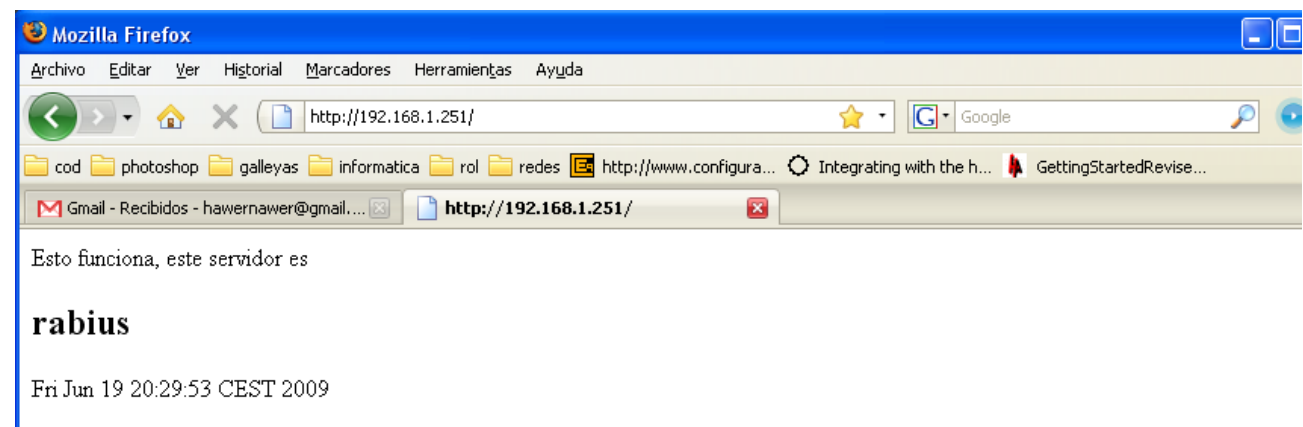 Mozilla Firefox
Archivo Editar Ver Historial Marcadores Herramientas Ayuda
http://192.168.1.251/ G Google
cod photoshop galleyas informatica rol redes http://www.configura... Integrating with the h... GettingStartedRevise...
Gmail - Recibidos - hawernawer@gmail.... http://192.168.1.251/
Esto funciona, este servidor es
rabius
Fri Jun 19 20:29:53 CEST 2009